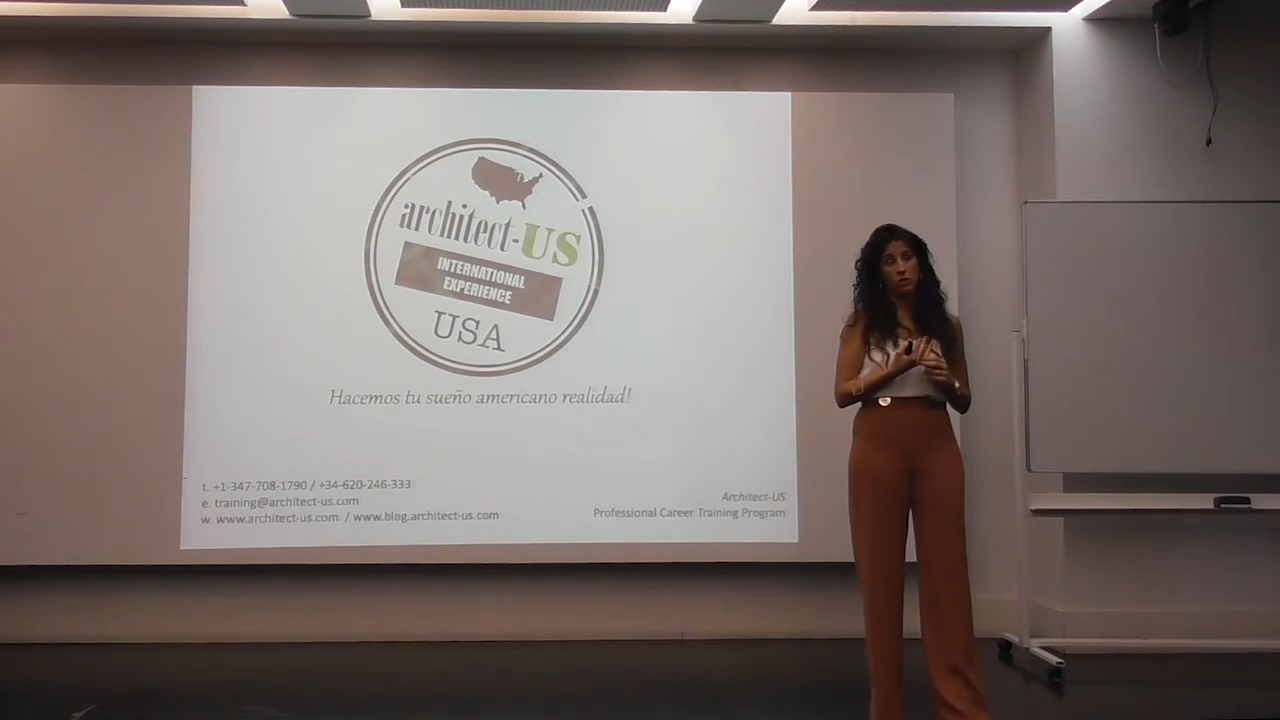 architect-US
INTERNATIONAL
EXPERIENCE
USA
Hacemos tu sueño americano realidad!
t. +1-347-708-1790 / +34-620-246-333
e. training@architect-us.com
w. www.architect-us.com / www.blog.architect-us.com
Architect-US
Professional Career Training Program